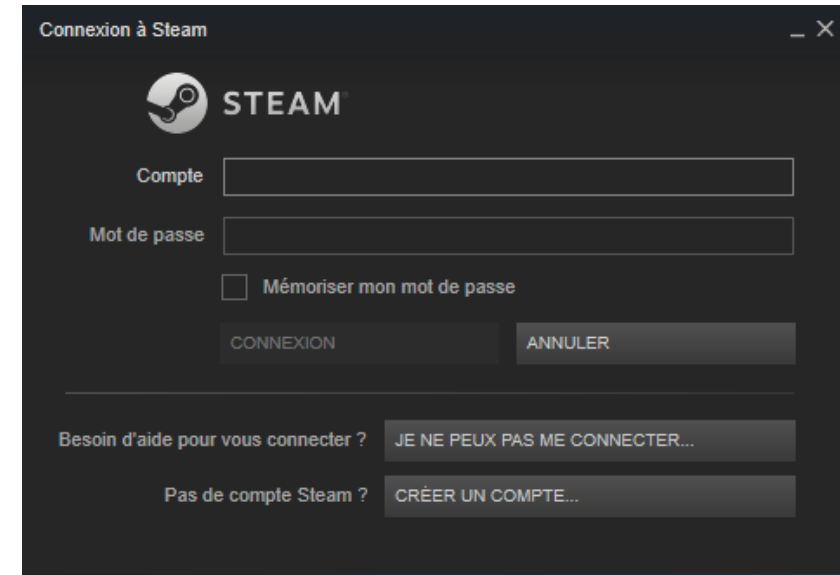 Connexion à Steam
STEAM
Compte
Mot de passe
Mémoriser mon mot de passe
CONNEXION ANNULER
Besoin d'aide pour vous connecter ? JE NE PEUX PAS ME CONNECTER...
Pas de compte Steam ? CRÉER UN COMPTE...